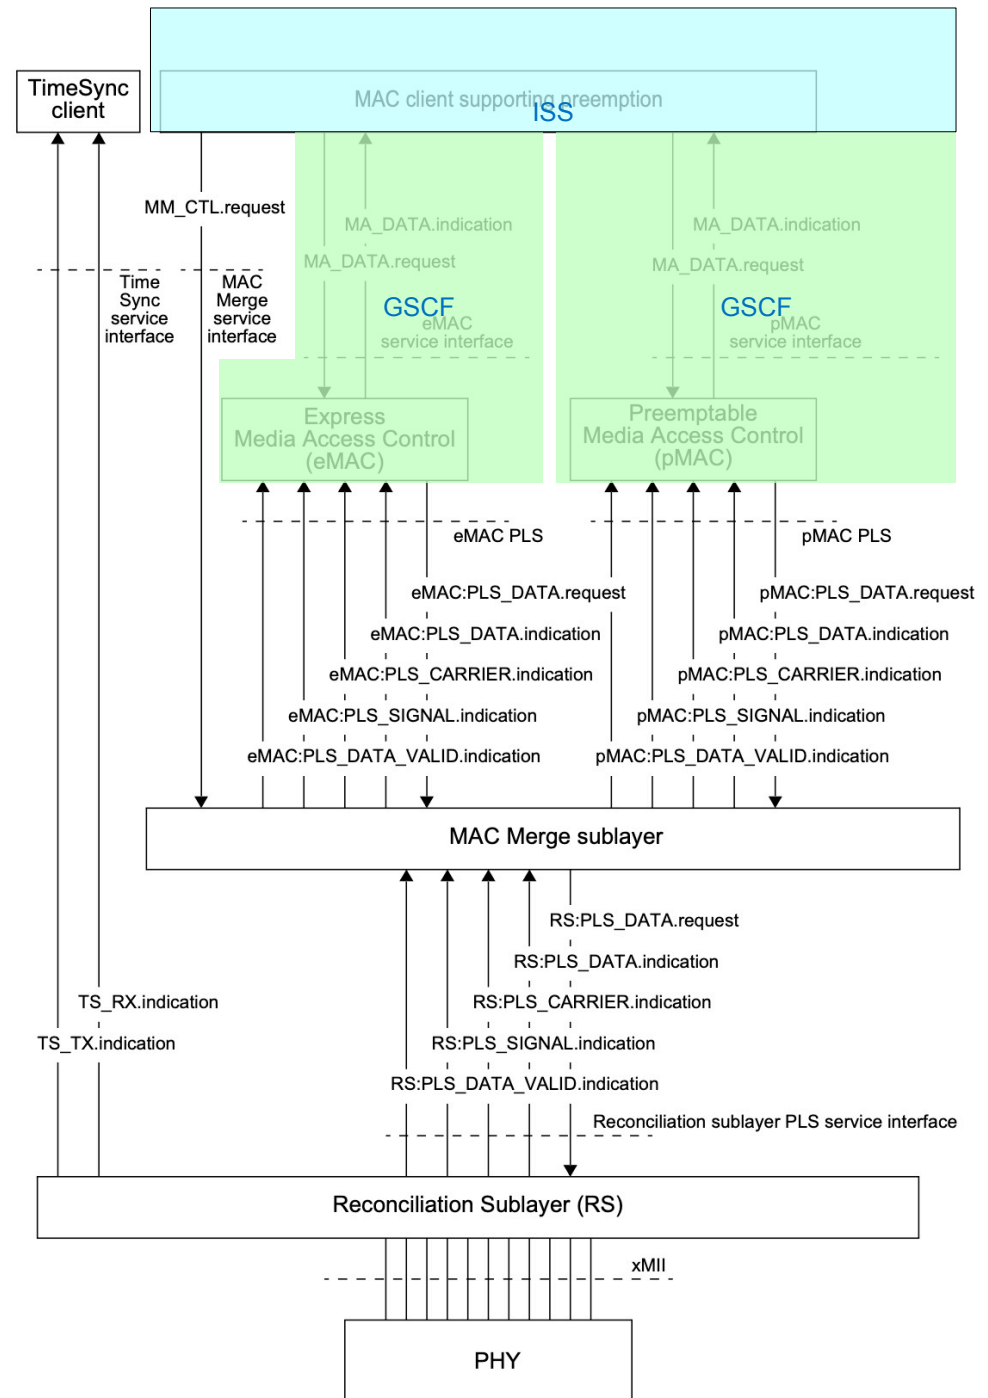 TimeSync
client
MAC client supporting preemption
ISS
MM_CTL.request
MA_DATA.indication
MA_DATA.request
MA_DATA.indication
MA_DATA.request
Time
Sync
service
interface
MAC
Merge
service
interface
GSCF
eMAC
service interface
GSCF
pMAC
service interface
Express
Media Access Control
(eMAC)
Preemptable
Media Access Control
(pMAC)
eMAC PLS
pMAC PLS
eMAC:PLS_DATA.request
eMAC:PLS_DATA.indication
eMAC:PLS_CARRIER.indication
eMAC:PLS_SIGNAL.indication
eMAC:PLS_DATA_VALID.indication
pMAC:PLS_DATA.request
pMAC:PLS_DATA.indication
pMAC:PLS_CARRIER.indication
pMAC:PLS_SIGNAL.indication
pMAC:PLS_DATA_VALID.indication
MAC Merge sublayer
RS:PLS_DATA.request
RS:PLS_DATA.indication
RS:PLS_CARRIER.indication
RS:PLS_SIGNAL.indication
RS:PLS_DATA_VALID.indication
TS_RX.indication
TS_TX.indication
Reconciliation sublayer PLS service interface
Reconciliation Sublayer (RS)
xMII
PHY